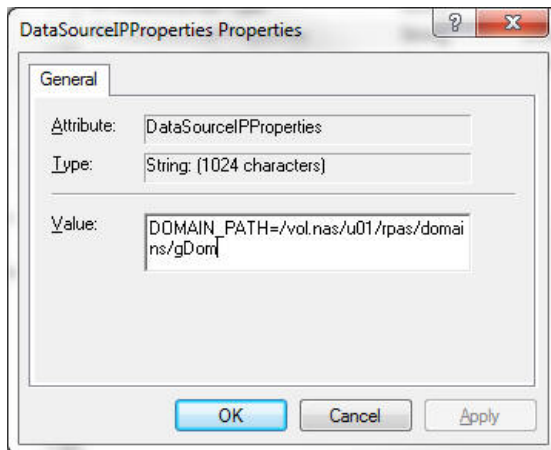 DataSourceIPProperties Properties
General
Attribute: DataSourceIPProperties
Type: String: (1024 characters)
Value: DOMAIN_PATH=/vol.nas/u01/rpas/domai
ns/gDom
OK Cancel Apply